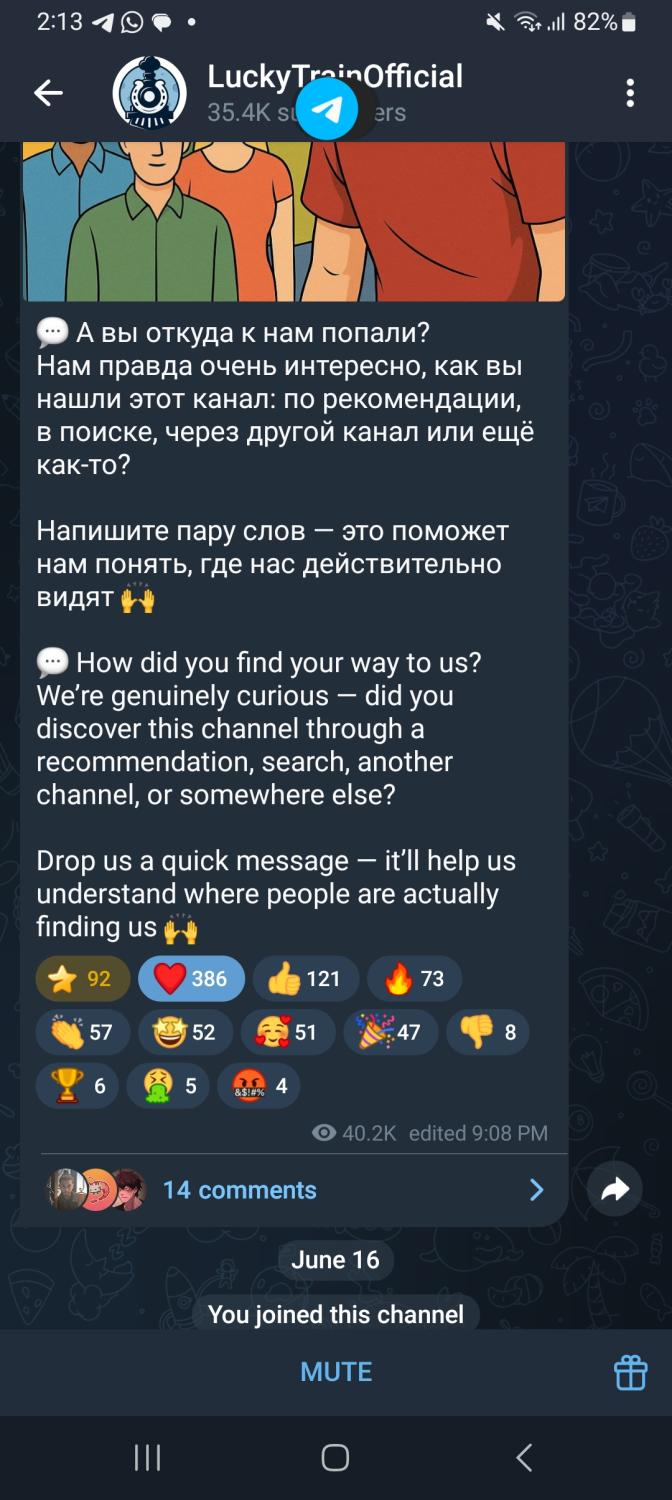 2:13
82%
LuckyTrainOfficial
35.4K su ers
💬 А вы откуда к нам попали?
Нам правда очень интересно, как вы
нашли этот канал: по рекомендации,
в поиске, через другой канал или ещё
как-то?
Напишите пару слов — это поможет
нам понять, где нас действительно
видят 🙌
💬 How did you find your way to us?
We’re genuinely curious — did you
discover this channel through a
recommendation, search, another
channel, or somewhere else?
Drop us a quick message — it’ll help us
understand where people are actually
finding us 🙌
⭐ 92 ❤️ 386 👍 121 🔥 73
👏 57 🤩 52 🥰 51 🎉 47 👎 8
🏆 6 🤮 5 🤬 4
40.2K edited 9:08 PM
14 comments
June 16
You joined this channel
MUTE